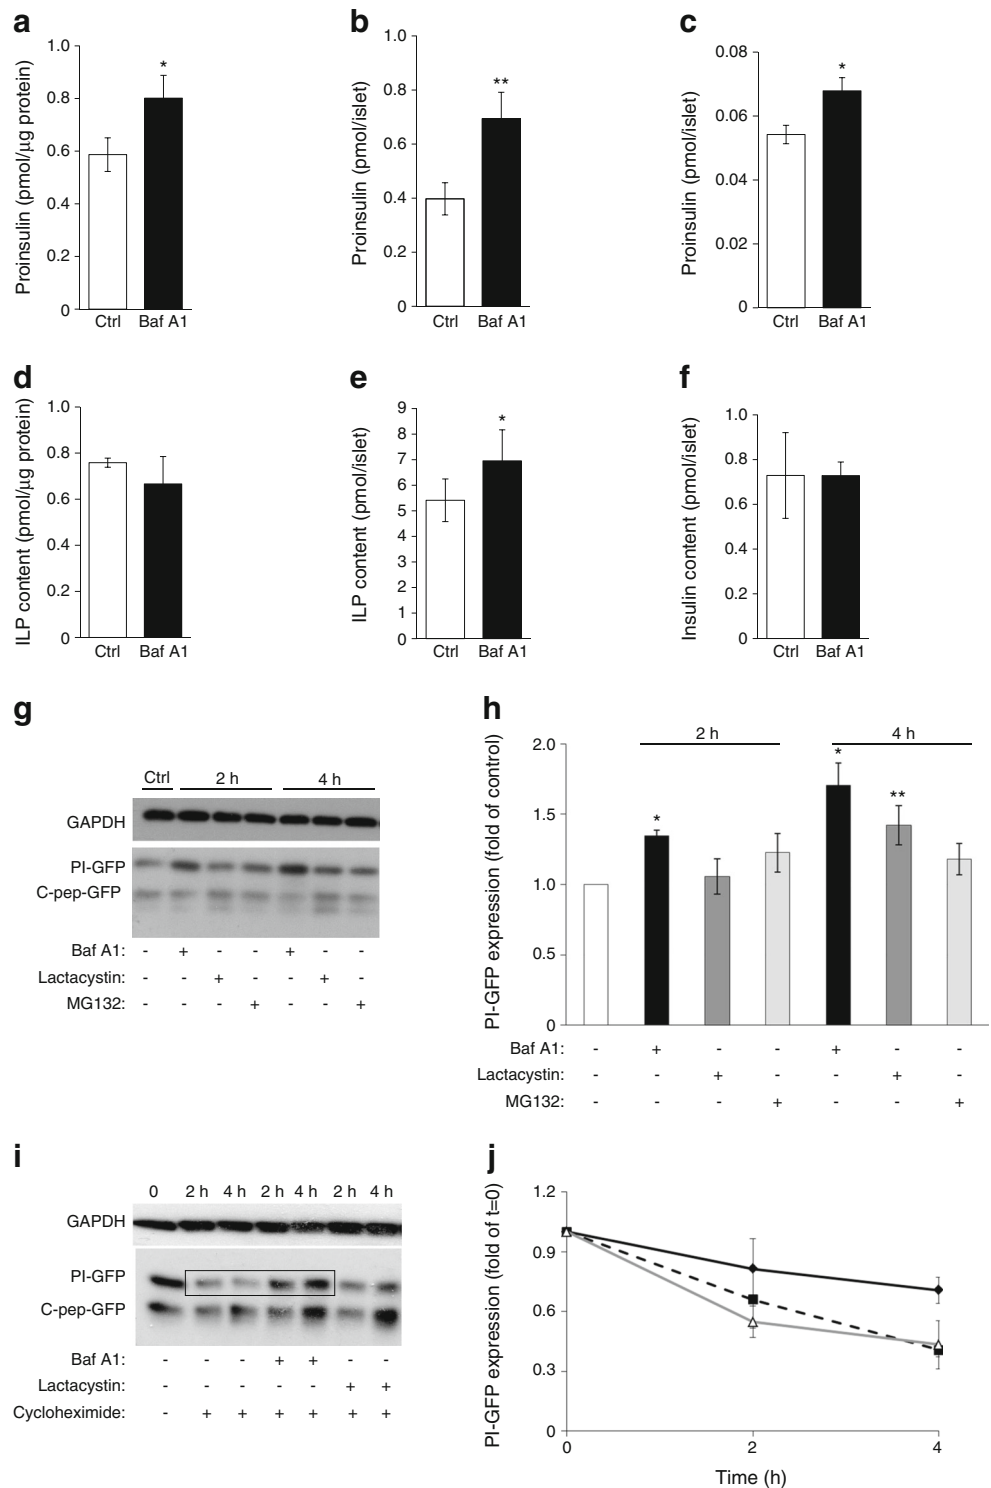 a
Proinsulin (pmol/μg protein)
1.0
0.8
0.6
0.4
0.2
0
*
Ctrl Baf A1
b
Proinsulin (pmol/islet)
1.0
0.8
0.6
0.4
0.2
0
**
Ctrl Baf A1
c
Proinsulin (pmol/islet)
0.08
0.06
0.04
0.02
0
*
Ctrl Baf A1
d
ILP content (pmol/μg protein)
1.0
0.8
0.6
0.4
0.2
0
Ctrl Baf A1
e
ILP content (pmol/islet)
9
8
7
6
5
4
3
2
1
0
*
Ctrl Baf A1
f
Insulin content (pmol/islet)
1.0
0.8
0.6
0.4
0.2
0
Ctrl Baf A1
g
Ctrl 2 h 4 h
GAPDH
PI-GFP
C-pep-GFP
Baf A1: - + - - + - -
Lactacystin: - - + - - + -
MG132: - - - + - - +
h
PI-GFP expression (fold of control)
2.0
1.5
1.0
0.5
0
2 h 4 h
* * **
Baf A1: - + - - + - -
Lactacystin: - - + - - + -
MG132: - - - + - - +
i
0 2 h 4 h 2 h 4 h 2 h 4 h
GAPDH
PI-GFP
C-pep-GFP
Baf A1: - - - + + - -
Lactacystin: - - - - - + +
Cycloheximide: - + + + + + +
j
PI-GFP expression (fold of t=0)
1.2
0.9
0.6
0.3
0
0 2 4
Time (h)